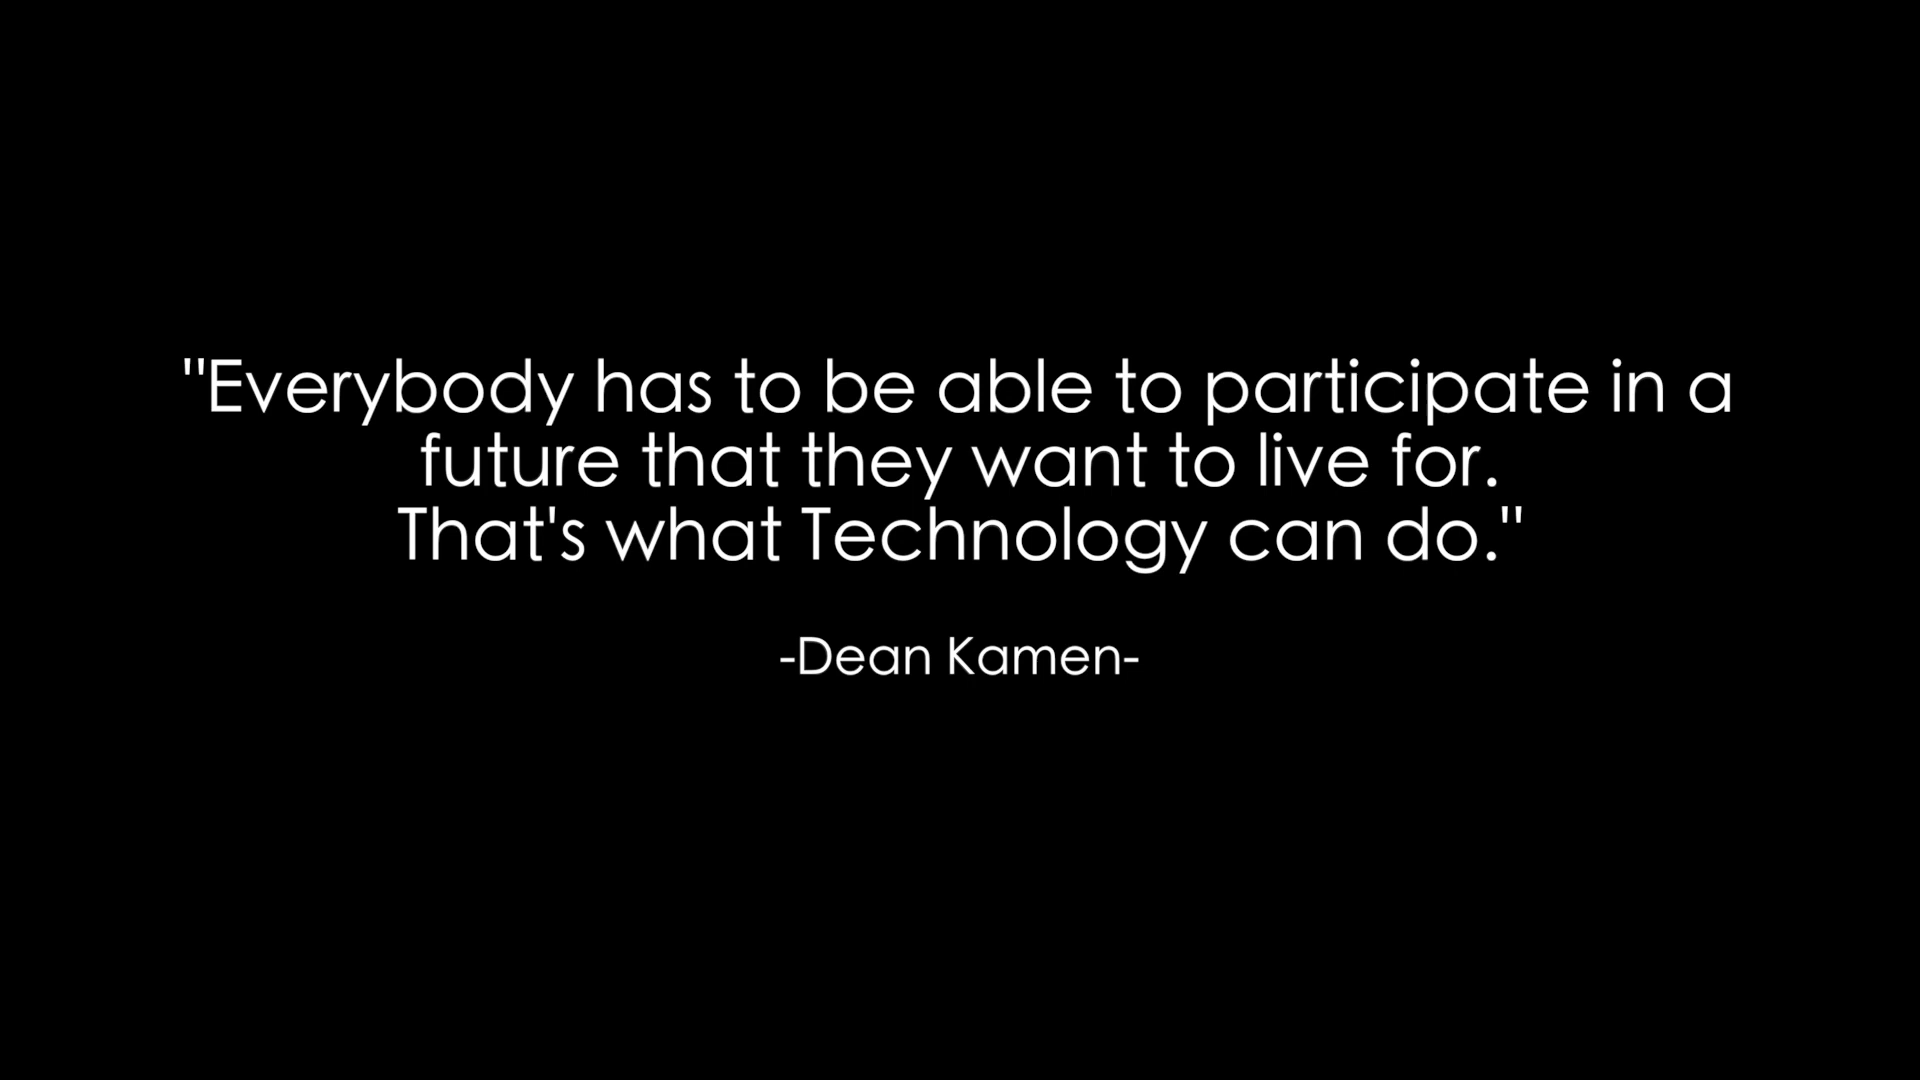 "Everybody has to be able to participate in a
future that they want to live for.
That's what Technology can do."
-Dean Kamen-